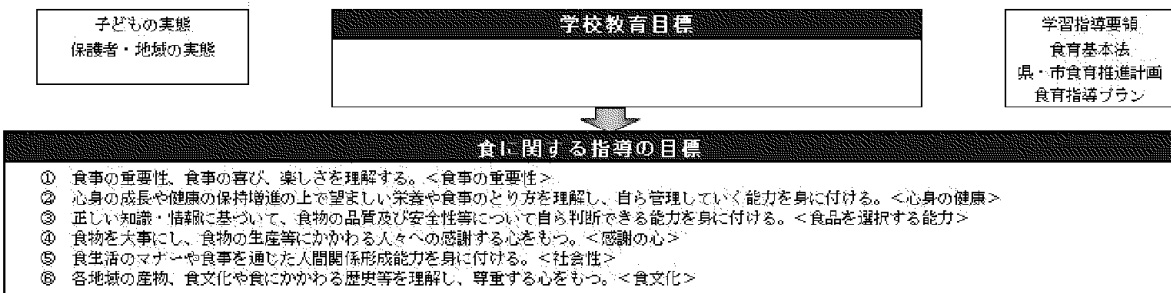 子どもの実態
保護者・地域の実態
学校教育目標
学習指導要領
食育基本法
県・市食育推進計画
食育指導プラン
食に関する指導の目標
① 食事の重要性、食事の喜び、楽しさを理解する。＜食事の重要性＞
② 心身の成長や健康の保持増進の上で望ましい栄養や食事のとり方を理解し、自ら管理していく能力を身に付ける。＜心身の健康＞
③ 正しい知識・情報に基づいて、食物の品質及び安全性等について自ら判断できる能力を身に付ける。＜食品を選択する能力＞
④ 食物を大事にし、食物の生産等にかかわる人々への感謝する心をもつ。＜感謝の心＞
⑤ 食生活のマナーや食事を通じた人間関係形成能力を身に付ける。＜社会性＞
⑥ 各地域の産物、食文化や食にかかわる歴史等を理解し、尊重する心をもつ。＜食文化＞